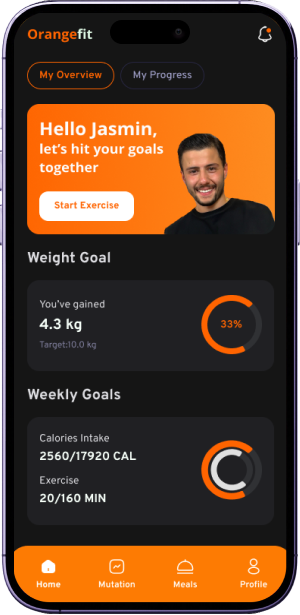 Orangefit
My Overview
My Progress
Hello Jasmin,
let's hit your goals
together
Start Exercise
Weight Goal
You've gained
4.3 kg
Target:10.0 kg
33%
Weekly Goals
Calories Intake
2560/17920 CAL
Exercise
20/160 MIN
Home
Mutation
Meals
Profile